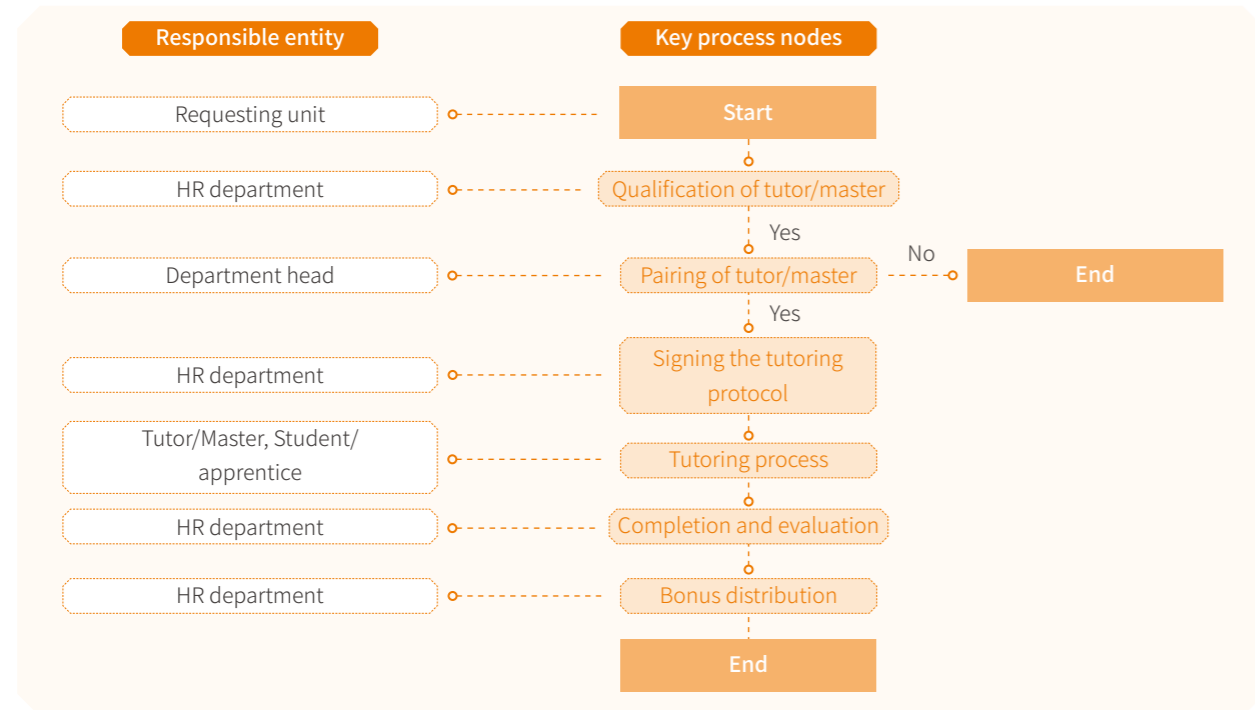 Responsible entity
Key process nodes
Requesting unit
Start
HR department
Qualification of tutor/master
Yes
Department head
Pairing of tutor/master
No
End
Yes
HR department
Signing the tutoring
protocol
Tutor/Master, Student/
apprentice
Tutoring process
HR department
Completion and evaluation
HR department
Bonus distribution
End